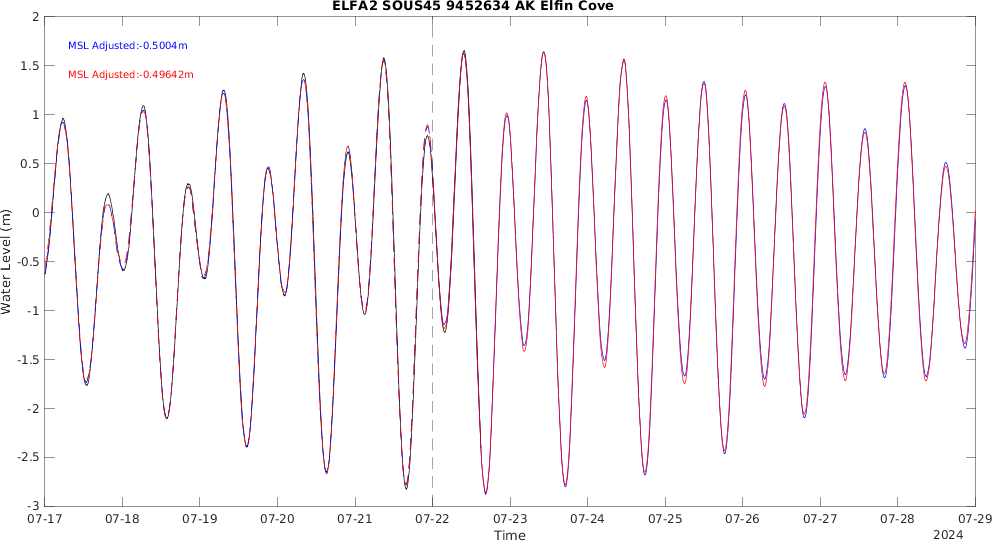 ELFA2 SOUS45 9452634 AK Elfin Cove
MSL Adjusted:-0.5004m
MSL Adjusted:-0.49642m
Water Level (m)
2
1.5
1
0.5
0
-0.5
-1
-1.5
-2
-2.5
-3
07-17 07-18 07-19 07-20 07-21 07-22 07-23 07-24 07-25 07-26 07-27 07-28 07-29
Time
2024